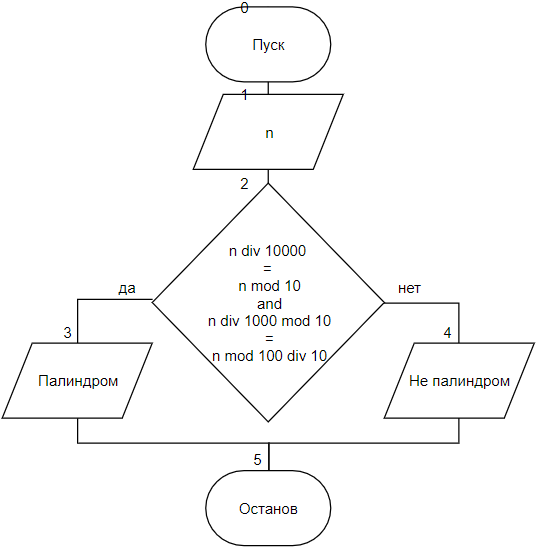 0
Пуск
1
n
2
n div 10000
=
n mod 10
and
n div 1000 mod 10
=
n mod 100 div 10
да
нет
3
Палиндром
4
Не палиндром
5
Останов